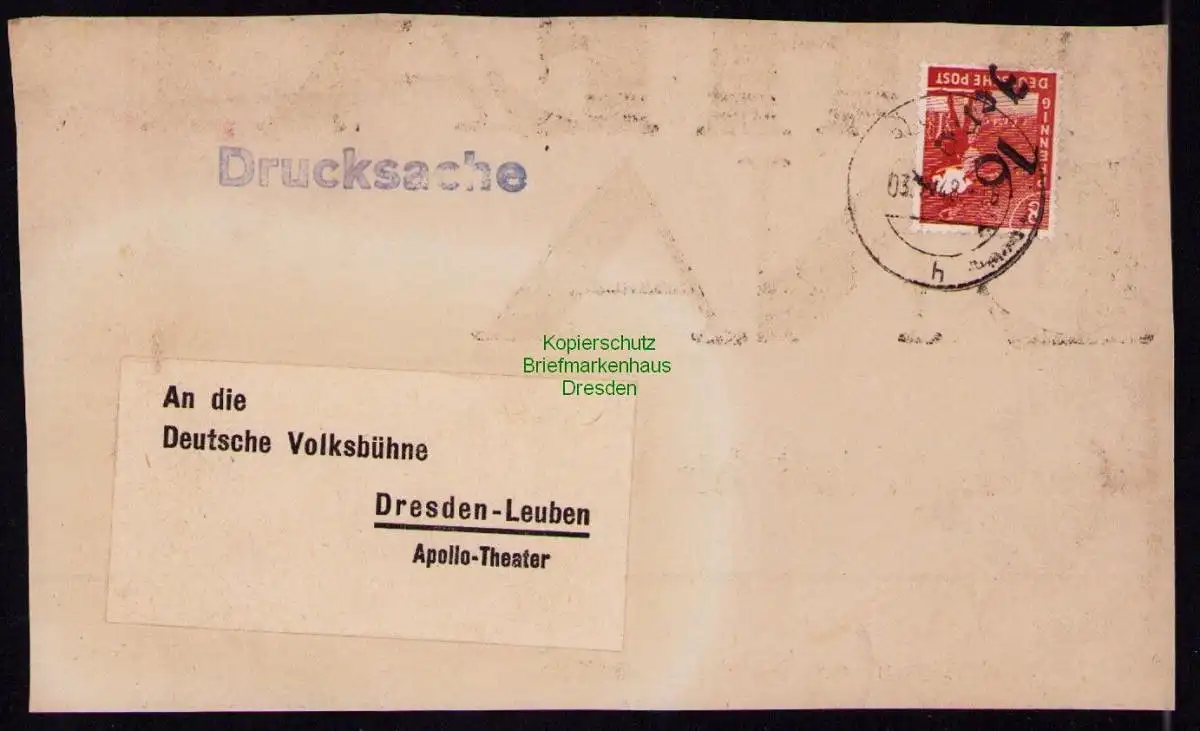 DEUTSCHE POST
Drucksache
16
h
Kopierschutz
Briefmarkenhaus
Dresden
An die
Deutsche Volksbühne
Dresden-Leuben
Apollo-Theater